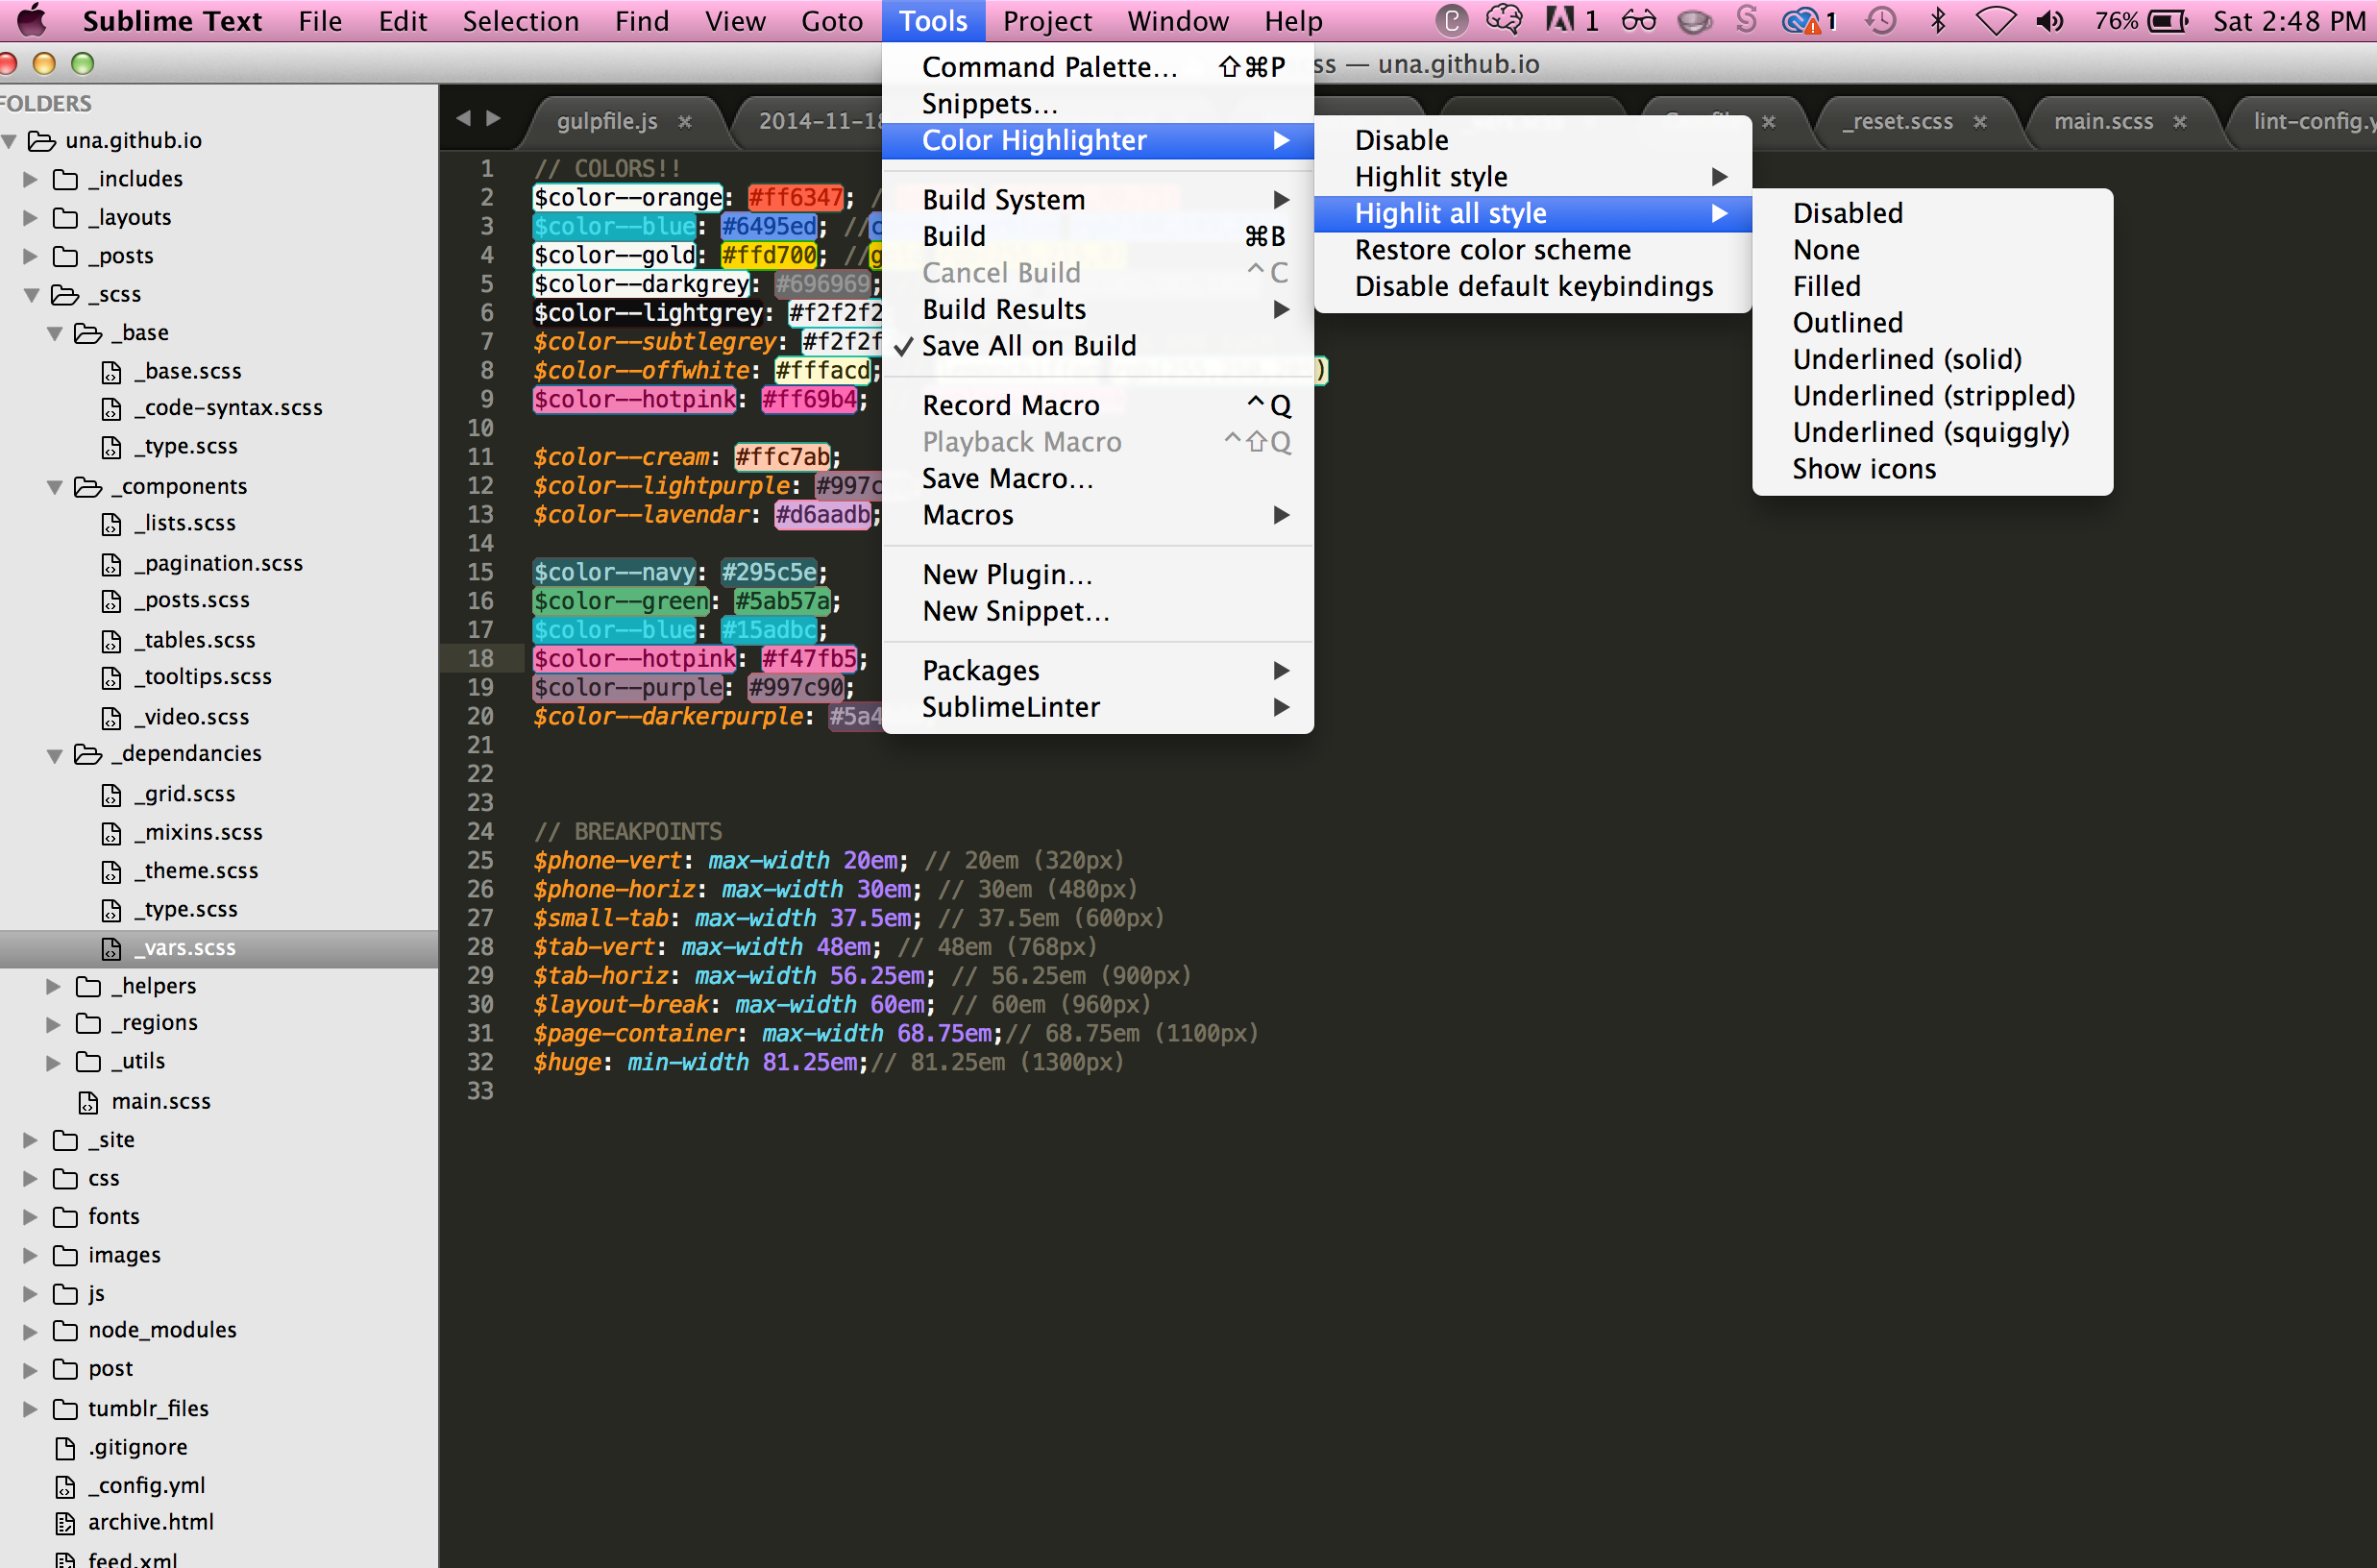 Sublime Text File Edit Selection Find View Goto Tools Project Window Help 1 1 76% Sat 2:48 PM
ss — una.github.io
FOLDERS
una.github.io
_includes
_layouts
_posts
_scss
_base
_base.scss
_code-syntax.scss
_type.scss
_components
_lists.scss
_pagination.scss
_posts.scss
_tables.scss
_tooltips.scss
_video.scss
_dependancies
_grid.scss
_mixins.scss
_theme.scss
_type.scss
_vars.scss
_helpers
_regions
_utils
main.scss
_site
css
fonts
images
js
node_modules
post
tumblr_files
.gitignore
_config.yml
archive.html
feed.xml
gulpfile.js 2014-11-18 _reset.scss main.scss lint-config.y
1 // COLORS!!
2 $color--orange: #ff6347; /
3 $color--blue: #6495ed; //c
4 $color--gold: #ffd700; //g
5 $color--darkgrey: #696969;
6 $color--lightgrey: #f2f2f2
7 $color--subtlegrey: #f2f2f
8 $color--offwhite: #fffacd; )
9 $color--hotpink: #ff69b4;
10
11 $color--cream: #ffc7ab;
12 $color--lightpurple: #997c
13 $color--lavendar: #d6aadb;
14
15 $color--navy: #295c5e;
16 $color--green: #5ab57a;
17 $color--blue: #15adbc;
18 $color--hotpink: #f47fb5;
19 $color--purple: #997c90;
20 $color--darkerpurple: #5a4
21
22
23
24 // BREAKPOINTS
25 $phone-vert: max-width 20em; // 20em (320px)
26 $phone-horiz: max-width 30em; // 30em (480px)
27 $small-tab: max-width 37.5em; // 37.5em (600px)
28 $tab-vert: max-width 48em; // 48em (768px)
29 $tab-horiz: max-width 56.25em; // 56.25em (900px)
30 $layout-break: max-width 60em; // 60em (960px)
31 $page-container: max-width 68.75em;// 68.75em (1100px)
32 $huge: min-width 81.25em;// 81.25em (1300px)
33
Command Palette... ⇧⌘P
Snippets...
Color Highlighter
Build System
Build ⌘B
Cancel Build ^C
Build Results
✓ Save All on Build
Record Macro ^Q
Playback Macro ^⇧Q
Save Macro...
Macros
New Plugin...
New Snippet...
Packages
SublimeLinter
Disable
Highlit style
Highlit all style
Restore color scheme
Disable default keybindings
Disabled
None
Filled
Outlined
Underlined (solid)
Underlined (strippled)
Underlined (squiggly)
Show icons